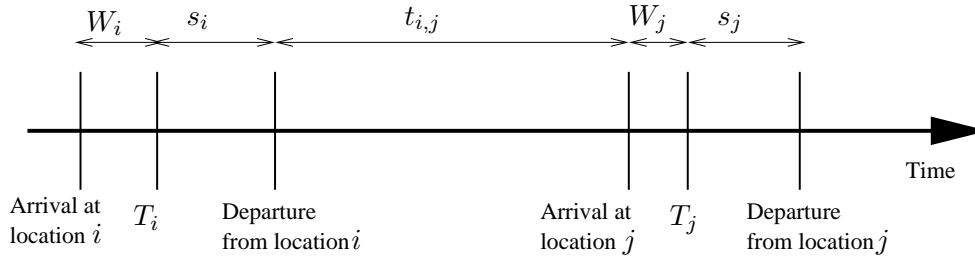 W_i s_i t_{i,j} W_j s_j
Time
Arrival at location i
T_i
Departure from location i
Arrival at location j
T_j
Departure from location j